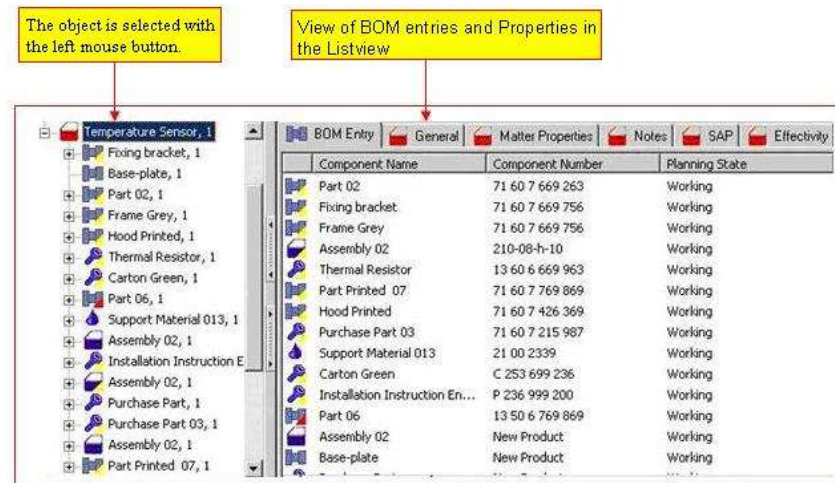 The object is selected with
the left mouse button.
View of BOM entries and Properties in
the Listview
Temperature Sensor, 1
Fixing bracket, 1
Base-plate, 1
Part 02, 1
Frame Grey, 1
Hood Printed, 1
Thermal Resistor, 1
Carton Green, 1
Part 06, 1
Support Material 013, 1
Assembly 02, 1
Installation Instruction E
Assembly 02, 1
Purchase Part, 1
Purchase Part 03, 1
Assembly 02, 1
Part Printed 07, 1
BOM Entry General Matter Properties Notes SAP Effectivity
Component Name Component Number Planning State
Part 02 71 60 7 669 263 Working
Fixing bracket 71 60 7 669 756 Working
Frame Grey 71 60 7 669 756 Working
Assembly 02 210-08-h-10 Working
Thermal Resistor 13 60 6 669 963 Working
Part Printed 07 71 60 7 769 869 Working
Hood Printed 71 60 7 426 369 Working
Purchase Part 03 71 60 7 215 987 Working
Support Material 013 21 00 2339 Working
Carton Green C 253 699 236 Working
Installation Instruction En... P 236 999 200 Working
Part 06 13 50 6 769 869 Working
Assembly 02 New Product Working
Base-plate New Product Working